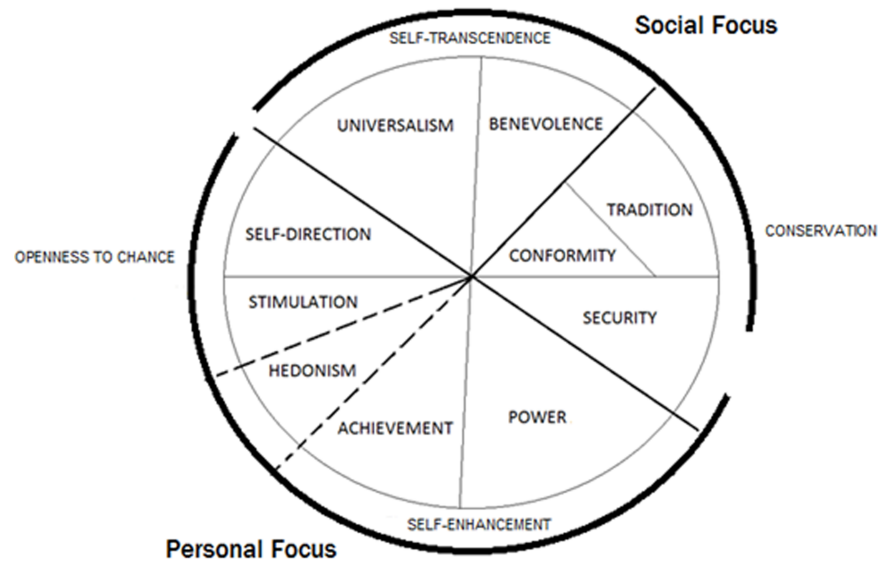 Social Focus
SELF-TRANSCENDENCE
UNIVERSALISM
BENEVOLENCE
TRADITION
SELF-DIRECTION
CONSERVATION
CONFORMITY
OPENNESS TO CHANCE
STIMULATION
SECURITY
HEDONISM
POWER
ACHIEVEMENT
SELF-ENHANCEMENT
Personal Focus